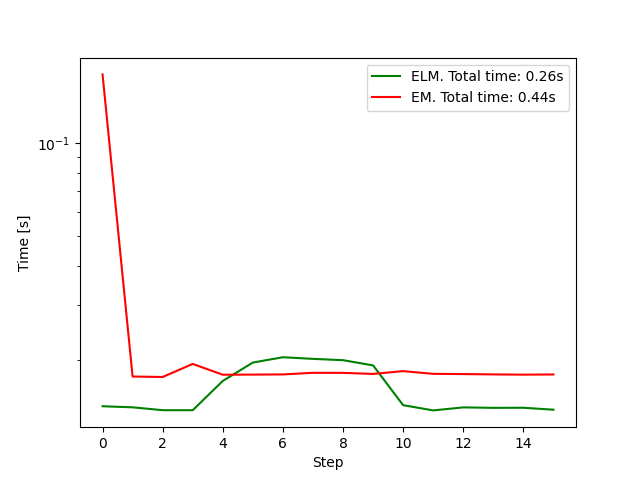 ELM. Total time: 0.26s
EM. Total time: 0.44s
10⁻¹
Time [s]
0 2 4 6 8 10 12 14
Step